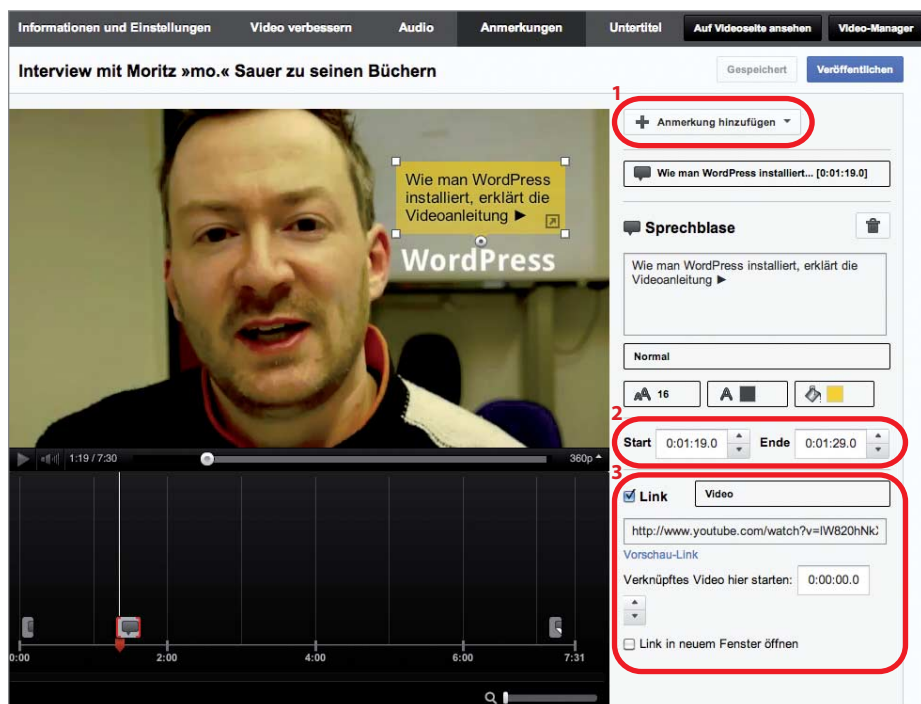 Informationen und Einstellungen Video verbessern Audio Anmerkungen Untertitel Auf Videoseite ansehen Video-Manager
Interview mit Moritz »mo.« Sauer zu seinen Büchern Gespeichert Veröffentlichen
1
Anmerkung hinzufügen
Wie man WordPress installiert... [0:01:19.0]
Wie man WordPress
installiert, erklärt die
Videoanleitung ►
WordPress
Sprechblase
Wie man WordPress installiert, erklärt die
Videoanleitung ►
Normal
AA 16 A
2
Start 0:01:19.0 Ende 0:01:29.0
1:19 / 7:30 360p
3
Link Video
http://www.youtube.com/watch?v=lW820hNk
Vorschau-Link
Verknüpftes Video hier starten: 0:00:00.0
Link in neuem Fenster öffnen
0:00 2:00 4:00 6:00 7:31